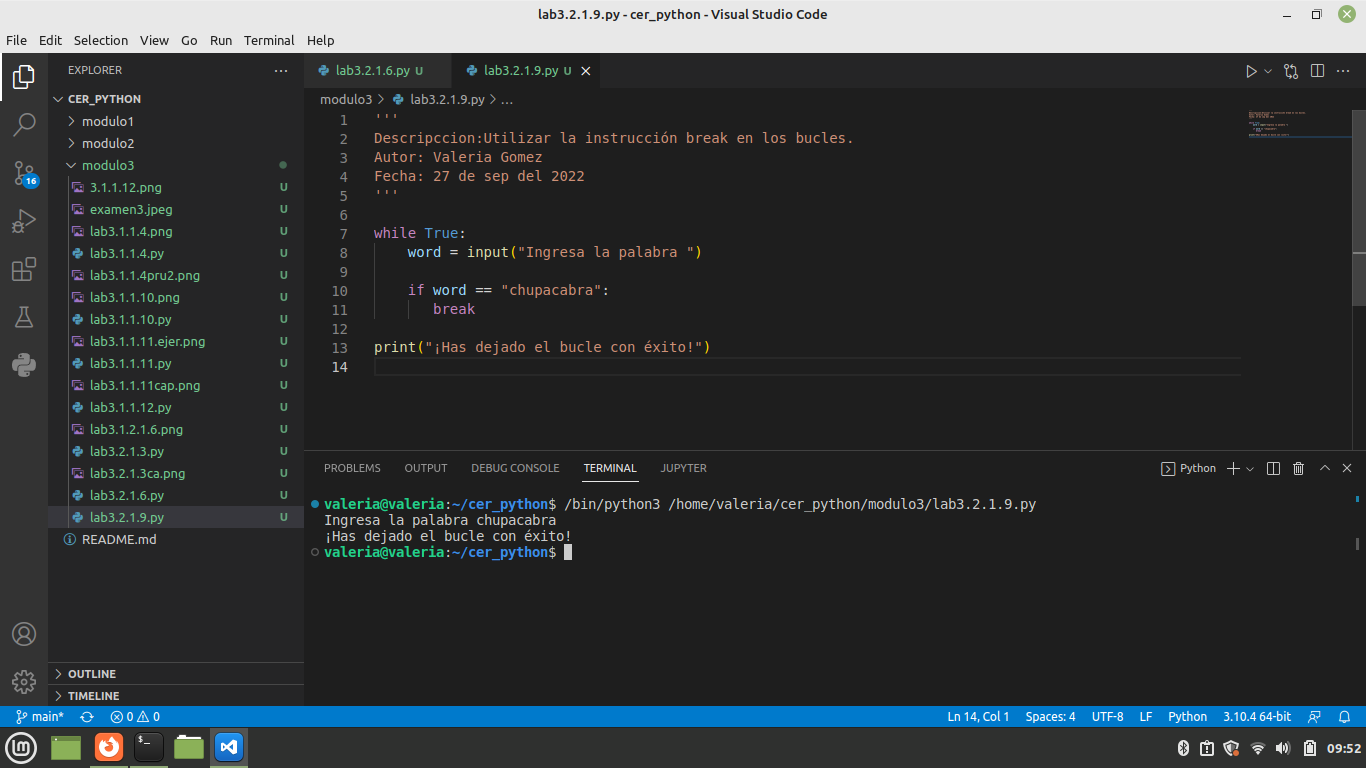 lab3.2.1.9.py - cer_python - Visual Studio Code
File Edit Selection View Go Run Terminal Help
EXPLORER
CER_PYTHON
modulo1
modulo2
modulo3
3.1.1.12.png U
examen3.jpeg U
lab3.1.1.4.png U
lab3.1.1.4.py U
lab3.1.1.4pru2.png U
lab3.1.1.10.png U
lab3.1.1.10.py U
lab3.1.1.11.ejer.png U
lab3.1.1.11.py U
lab3.1.1.11cap.png U
lab3.1.1.12.py U
lab3.1.2.1.6.png U
lab3.2.1.3.py U
lab3.2.1.3ca.png U
lab3.2.1.6.py U
lab3.2.1.9.py U
README.md
OUTLINE
TIMELINE
16
lab3.2.1.6.py U lab3.2.1.9.py U
modulo3 > lab3.2.1.9.py > ...
1 '''
2 Descripccion:Utilizar la instrucción break en los bucles.
3 Autor: Valeria Gomez
4 Fecha: 27 de sep del 2022
5 '''
6
7 while True:
8 word = input("Ingresa la palabra ")
9
10 if word == "chupacabra":
11 break
12
13 print("¡Has dejado el bucle con éxito!")
14
PROBLEMS OUTPUT DEBUG CONSOLE TERMINAL JUPYTER Python
valeria@valeria:~/cer_python$ /bin/python3 /home/valeria/cer_python/modulo3/lab3.2.1.9.py
Ingresa la palabra chupacabra
¡Has dejado el bucle con éxito!
valeria@valeria:~/cer_python$
main* 0 0 Ln 14, Col 1 Spaces: 4 UTF-8 LF Python 3.10.4 64-bit
09:52